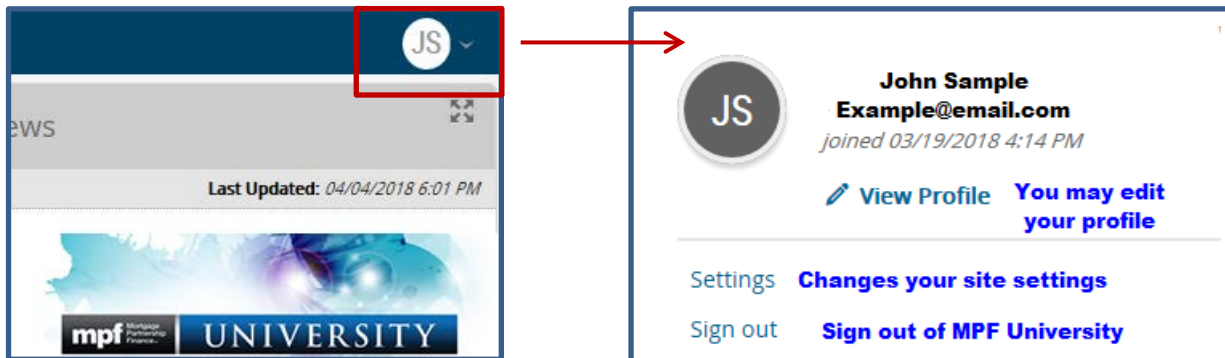 JS
ews
Last Updated: 04/04/2018 6:01 PM
mpf Mortgage Partnership Finance UNIVERSITY
JS
John Sample
Example@email.com
joined 03/19/2018 4:14 PM
View Profile You may edit
your profile
Settings Changes your site settings
Sign out Sign out of MPF University